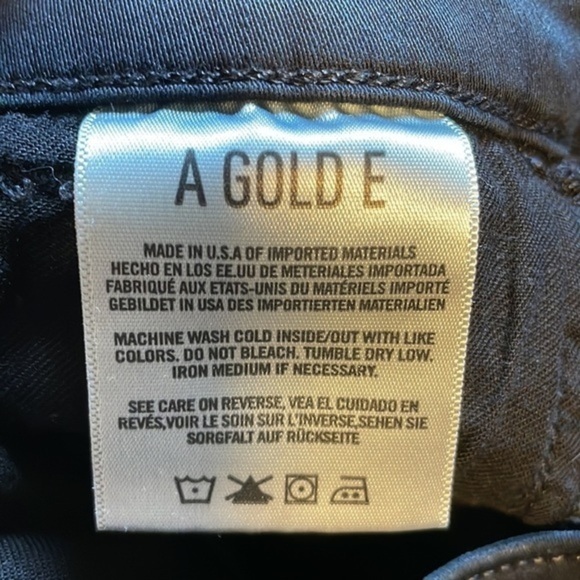 A GOLD E
MADE IN U.S.A OF IMPORTED MATERIALS
HECHO EN LOS EE.UU DE METERIALES IMPORTADA
FABRIQUÉ AUX ETATS-UNIS DU MATÉRIELS IMPORTÉ
GEBILDET IN USA DES IMPORTIERTEN MATERIALIEN
MACHINE WASH COLD INSIDE/OUT WITH LIKE
COLORS. DO NOT BLEACH. TUMBLE DRY LOW.
IRON MEDIUM IF NECESSARY.
SEE CARE ON REVERSE, VEA EL CUIDADO EN
REVÉS,VOIR LE SOIN SUR L'INVERSE,SEHEN SIE
SORGFALT AUF RÜCKSEITE